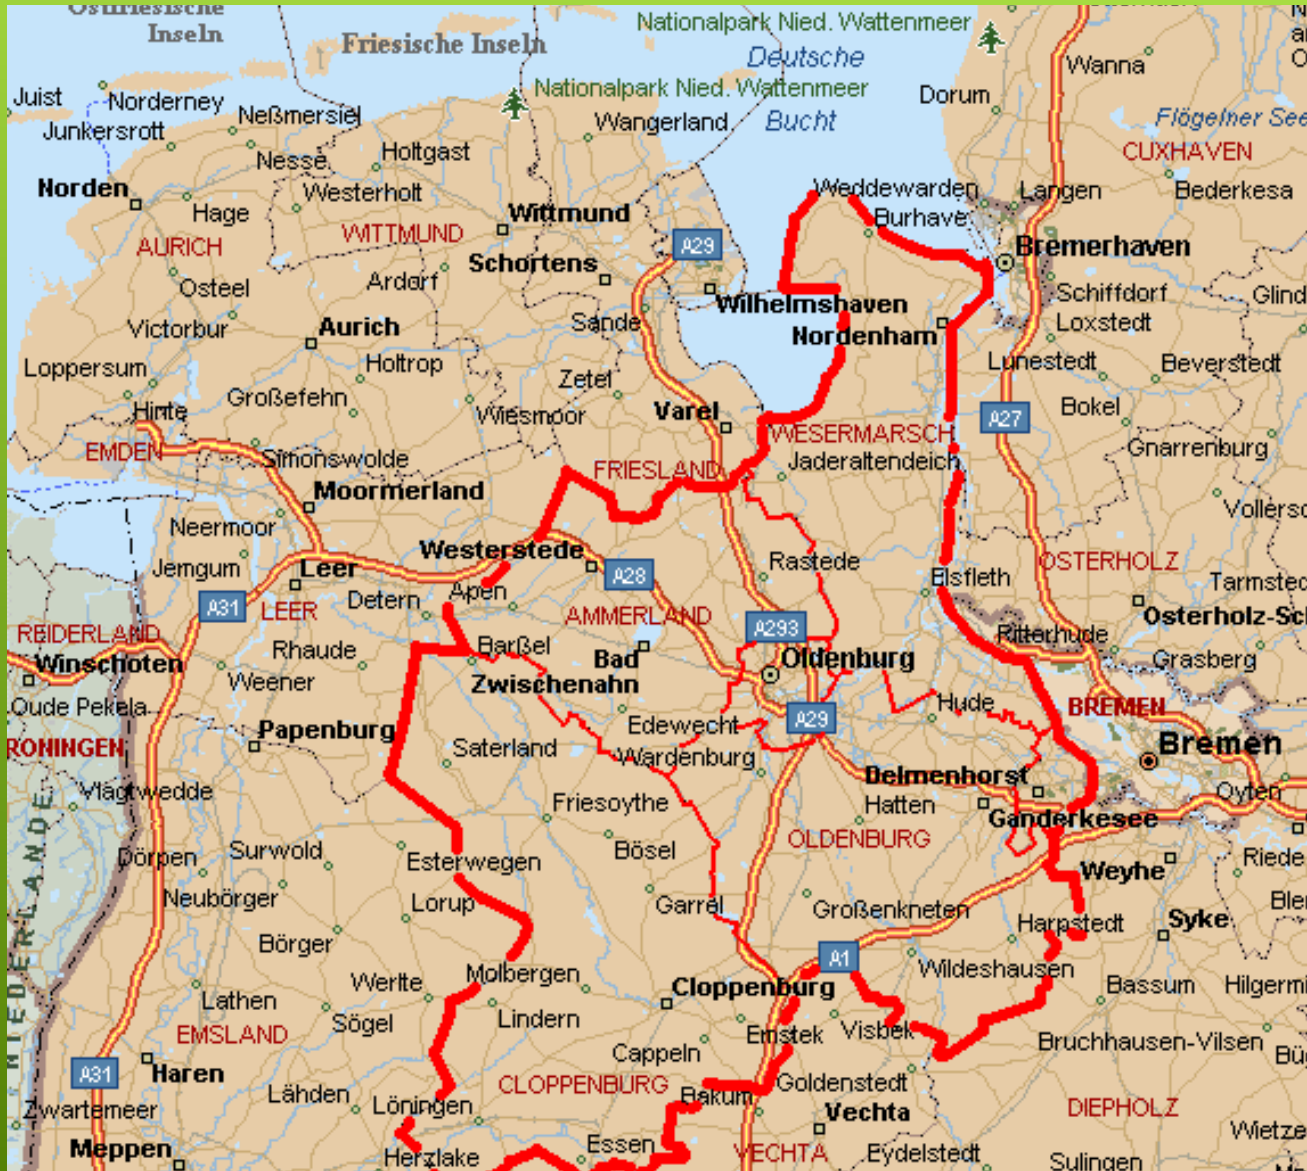 Ostfriesische
Inseln
Friesische Inseln
Nationalpark Nied. Wattenmeer
Deutsche
Bucht
Nationalpark Nied. Wattenmeer
Wanna
Dorum
Flögelner See
CUXHAVEN
Juist
Norderney
Junkersrott
Neßmersiel
Nesse
Holtgast
Wangerland
Westerholt
Norden
Hage
AURICH
WITTMUND
Wittmund
Schortens
A29
Weddewarden
Burhave
Langen
Bederkesa
Bremerhaven
Osteel
Ardorf
Victorbur
Aurich
Sande
Wilhelmshaven
Nordenham
Schiffdorf
Loxstedt
Glind
Loppersum
Holtrop
Großefehn
Hinte
Zetel
Wiesmoor
Varel
Lunestedt
Beverstedt
A27
Bokel
Gnarrenburg
EMDEN
Simonswolde
FRIESLAND
WESERMARSCH
Jaderaltendeich
Moormerland
Neermoor
Jemgum
Leer
A31
LEER
Detern
Westerstede
Apen
A28
AMMERLAND
Rastede
Elsfleth
OSTERHOLZ
Vollers
Tarmsted
Osterholz-Sc
REIDERLAND
Winschoten
Rhaude
Weener
Oude Pekela
RONINGEN
Papenburg
Barßel
Bad
Zwischenahn
A293
Oldenburg
A29
Ritterhude
Grasberg
Hude
BREMEN
Bremen
Edewecht
Wardenburg
Saterland
Vlagtwedde
Friesoythe
Delmenhorst
Hatten
Ganderkesee
Oyten
OLDENBURG
Dörpen
Surwold
Neubörger
Esterwegen
Bösel
Weyhe
Riede
Lorup
Garrel
Großenkneten
Harpstedt
Syke
Börger
A1
Wildeshausen
Werlte
Molbergen
Cloppenburg
Bassum
Lathen
Sögel
Lindern
EMSLAND
Emstek
Visbek
Bruchhausen-Vilsen
Cappeln
A31
Haren
CLOPPENBURG
Goldenstedt
Lähden
Löningen
Bakum
Vechta
DIEPHOLZ
Zwartemeer
Meppen
Herzlake
Essen
VECHTA
Eydelstedt
Sulingen
NIEDERLANDE